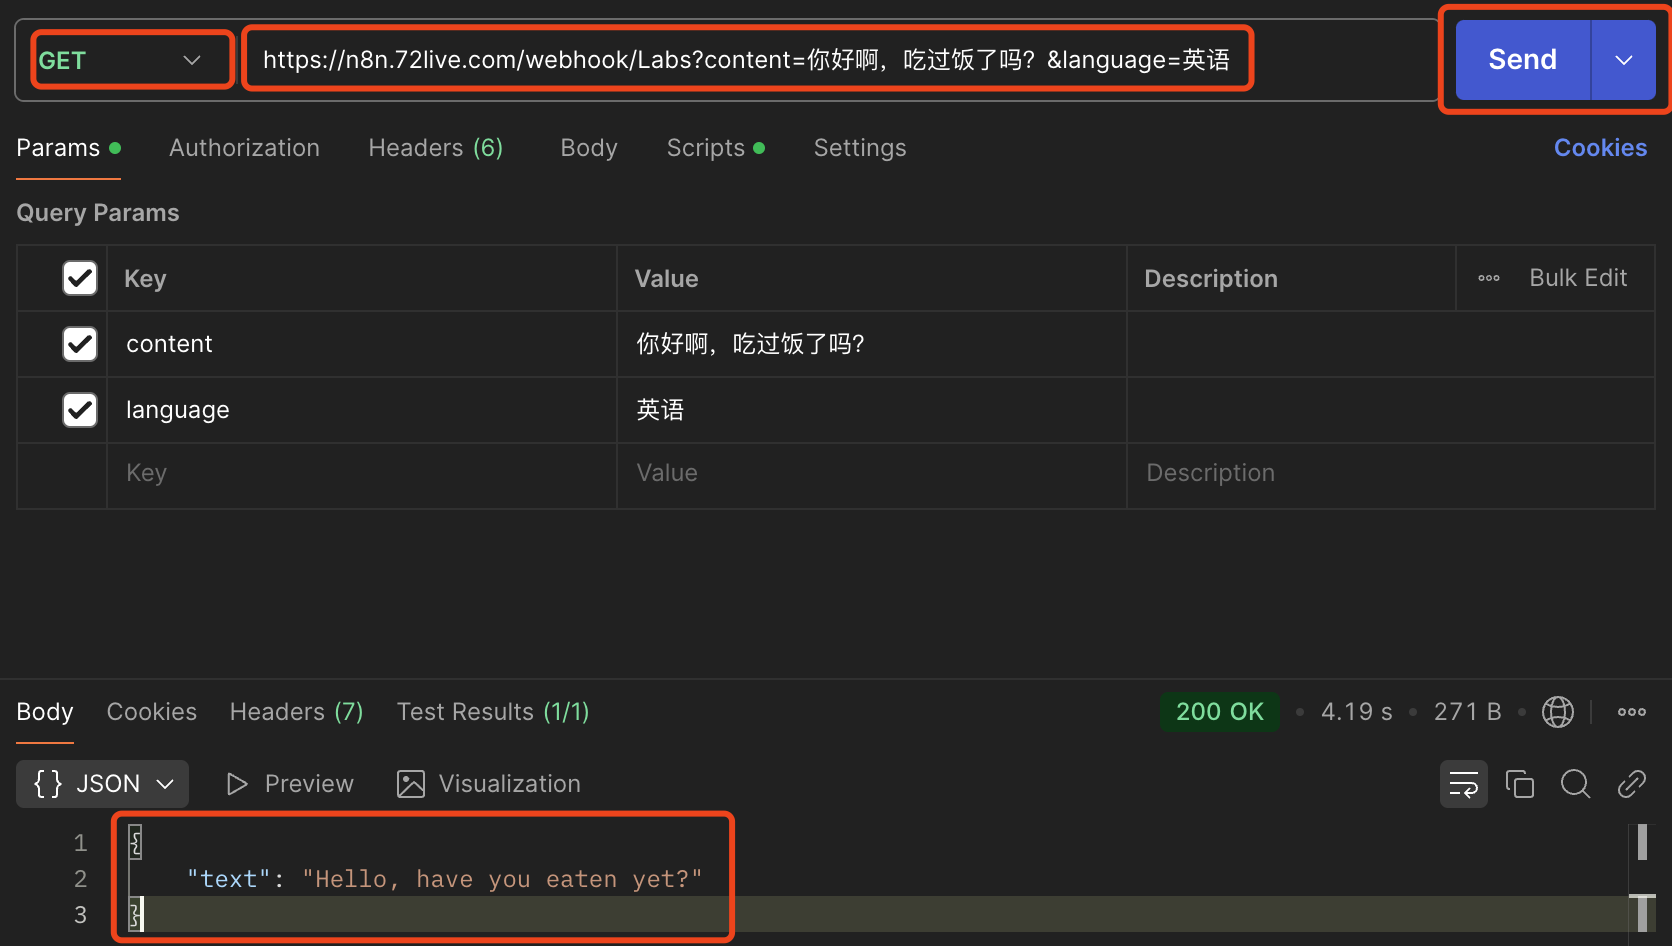 GET https://n8n.72live.com/webhook/Labs?content=你好啊，吃过饭了吗？&language=英语 Send
Params Authorization Headers (6) Body Scripts Settings Cookies
Query Params
Key Value Description Bulk Edit
content 你好啊，吃过饭了吗?
language 英语
Key Value Description
Body Cookies Headers (7) Test Results (1/1) 200 OK • 4.19 s • 271 B
{} JSON Preview Visualization
1 {
2 "text": "Hello, have you eaten yet?"
3 }